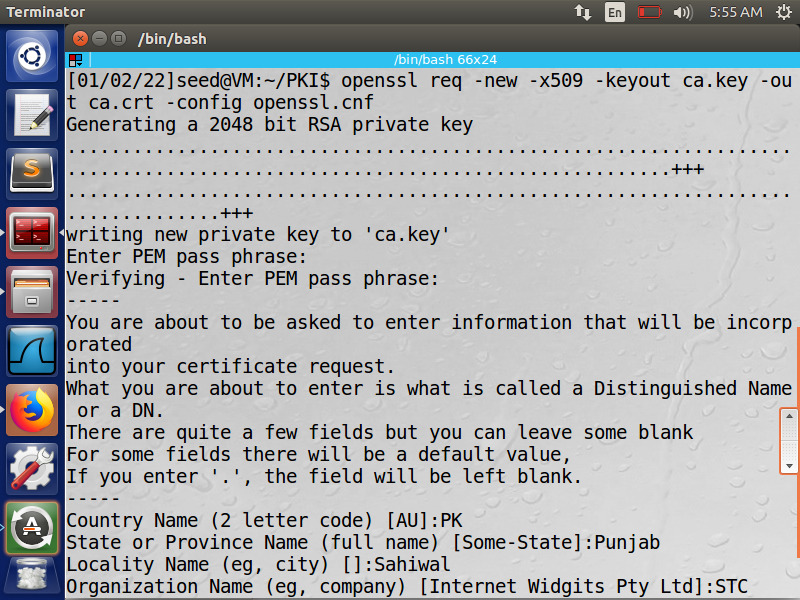 Terminator
En
5:55 AM
/bin/bash
/bin/bash 66x24
[01/02/22]seed@VM:~/PKI$ openssl req -new -x509 -keyout ca.key -ou
t ca.crt -config openssl.cnf
Generating a 2048 bit RSA private key
..................................................................
.......................................................+++
..................................................................
..............+++
writing new private key to 'ca.key'
Enter PEM pass phrase:
Verifying - Enter PEM pass phrase:
-----
You are about to be asked to enter information that will be incorp
orated
into your certificate request.
What you are about to enter is what is called a Distinguished Name
 or a DN.
There are quite a few fields but you can leave some blank
For some fields there will be a default value,
If you enter '.', the field will be left blank.
-----
Country Name (2 letter code) [AU]:PK
State or Province Name (full name) [Some-State]:Punjab
Locality Name (eg, city) []:Sahiwal
Organization Name (eg, company) [Internet Widgits Pty Ltd]:STC